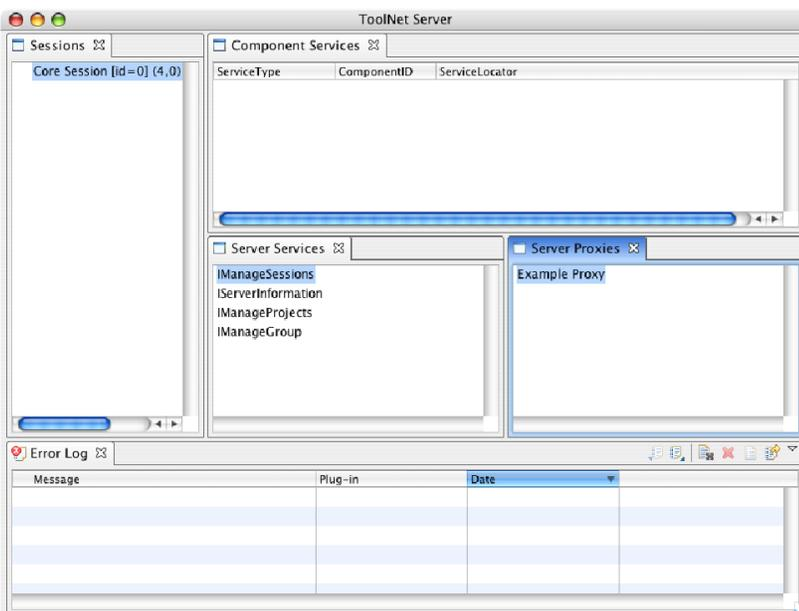 ToolNet Server
Sessions
Core Session [id=0] (4,0)
Component Services
ServiceType ComponentID ServiceLocator
Server Services
IManageSessions
IServerInformation
IManageProjects
IManageGroup
Server Proxies
Example Proxy
Error Log
Message Plug-in Date